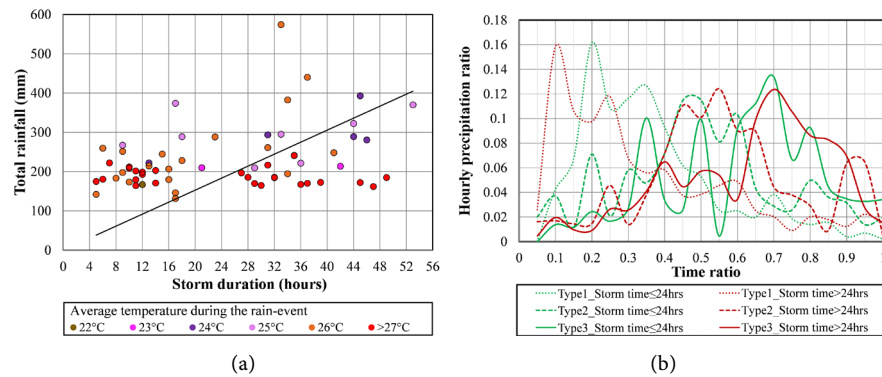 (a)
600
500
400
300
200
100
0
Total rainfall (mm)
0 4 8 12 16 20 24 28 32 36 40 44 48 52 56
Storm duration (hours)
Average temperature during the rain-event
22°C 23°C 24°C 25°C 26°C >27°C
(a)
(b)
0.18
0.16
0.14
0.12
0.1
0.08
0.06
0.04
0.02
0
Hourly precipitation ratio
0 0.1 0.2 0.3 0.4 0.5 0.6 0.7 0.8 0.9 1
Time ratio
Type1_Storm time≤24hrs Type1_Storm time>24hrs
Type2_Storm time≤24hrs Type2_Storm time>24hrs
Type3_Storm time≤24hrs Type3_Storm time>24hrs
(b)